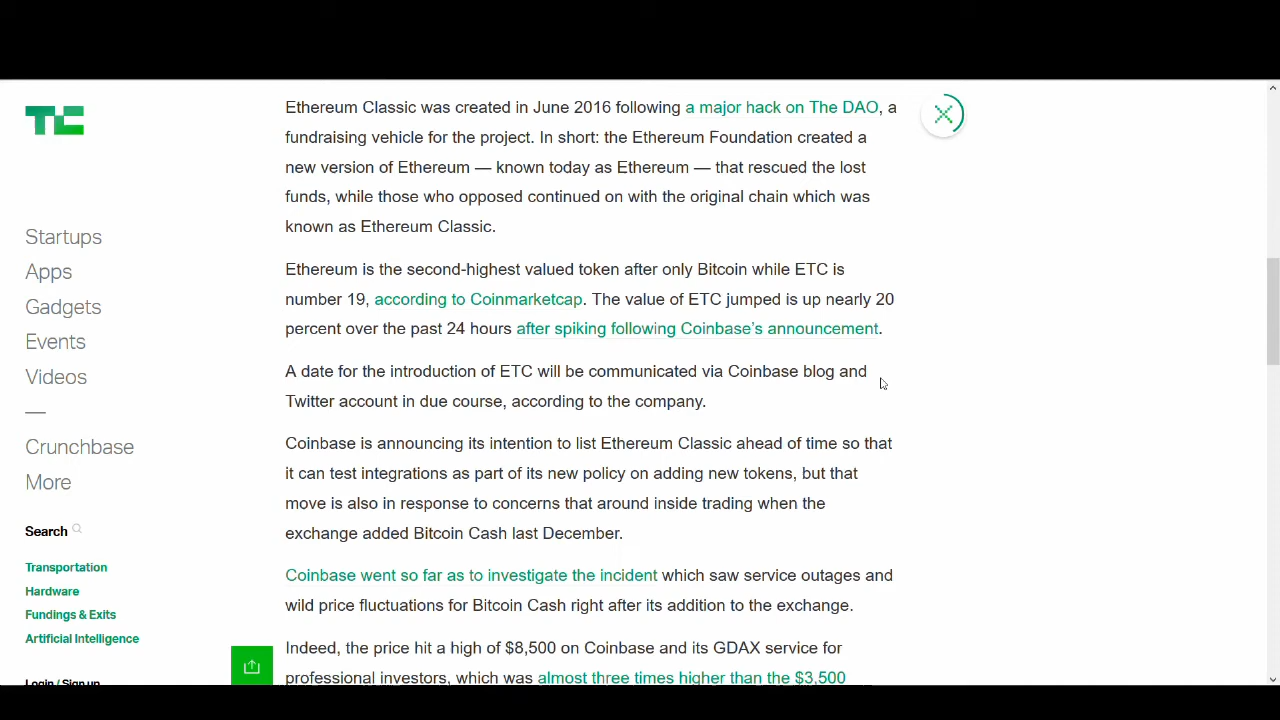 TC
Startups
Apps
Gadgets
Events
Videos
—
Crunchbase
More
Search
Transportation
Hardware
Fundings & Exits
Artificial Intelligence
Login / Sign up
Ethereum Classic was created in June 2016 following a major hack on The DAO, a
fundraising vehicle for the project. In short: the Ethereum Foundation created a
new version of Ethereum — known today as Ethereum — that rescued the lost
funds, while those who opposed continued on with the original chain which was
known as Ethereum Classic.
Ethereum is the second-highest valued token after only Bitcoin while ETC is
number 19, according to Coinmarketcap. The value of ETC jumped is up nearly 20
percent over the past 24 hours after spiking following Coinbase’s announcement.
A date for the introduction of ETC will be communicated via Coinbase blog and
Twitter account in due course, according to the company.
Coinbase is announcing its intention to list Ethereum Classic ahead of time so that
it can test integrations as part of its new policy on adding new tokens, but that
move is also in response to concerns that around inside trading when the
exchange added Bitcoin Cash last December.
Coinbase went so far as to investigate the incident which saw service outages and
wild price fluctuations for Bitcoin Cash right after its addition to the exchange.
Indeed, the price hit a high of $8,500 on Coinbase and its GDAX service for
professional investors, which was almost three times higher than the $3,500